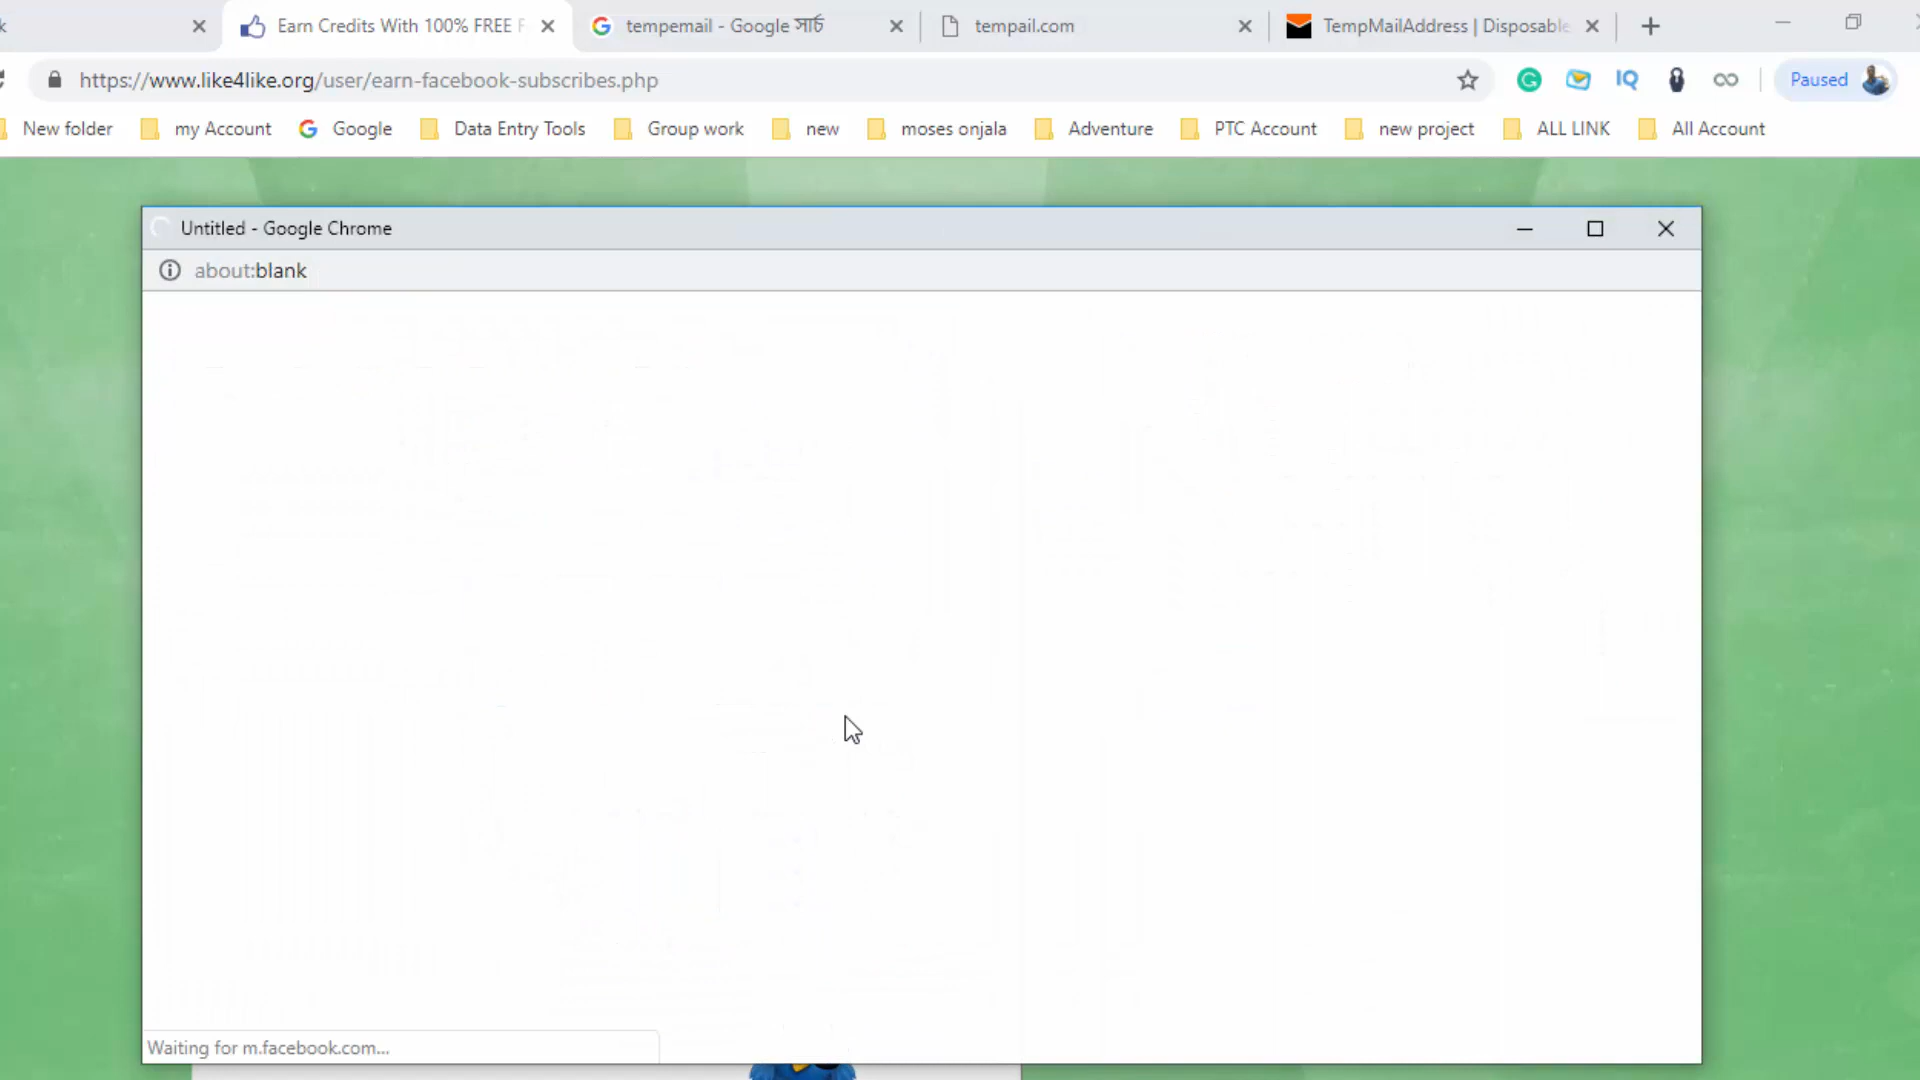 k
Earn Credits With 100% FREE F
tempemail - Google সার্চ
tempail.com
TempMailAddress | Disposable
https://www.like4like.org/user/earn-facebook-subscribes.php
IQ
Paused
New folder
my Account
Google
Data Entry Tools
Group work
new
moses onjala
Adventure
PTC Account
new project
ALL LINK
All Account
Untitled - Google Chrome
about:blank
Waiting for m.facebook.com...